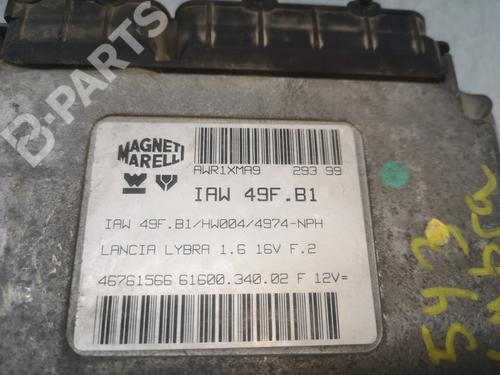 B-PARTS
MAGNETI
MARELLI
AWR1XMA9 293 99
IAW 49F.B1
IAW 49F.B1/HW004/4974-NPH
LANCIA LYBRA 1.6 16V F.2
46761566 61600.340.02 F 12V=
543